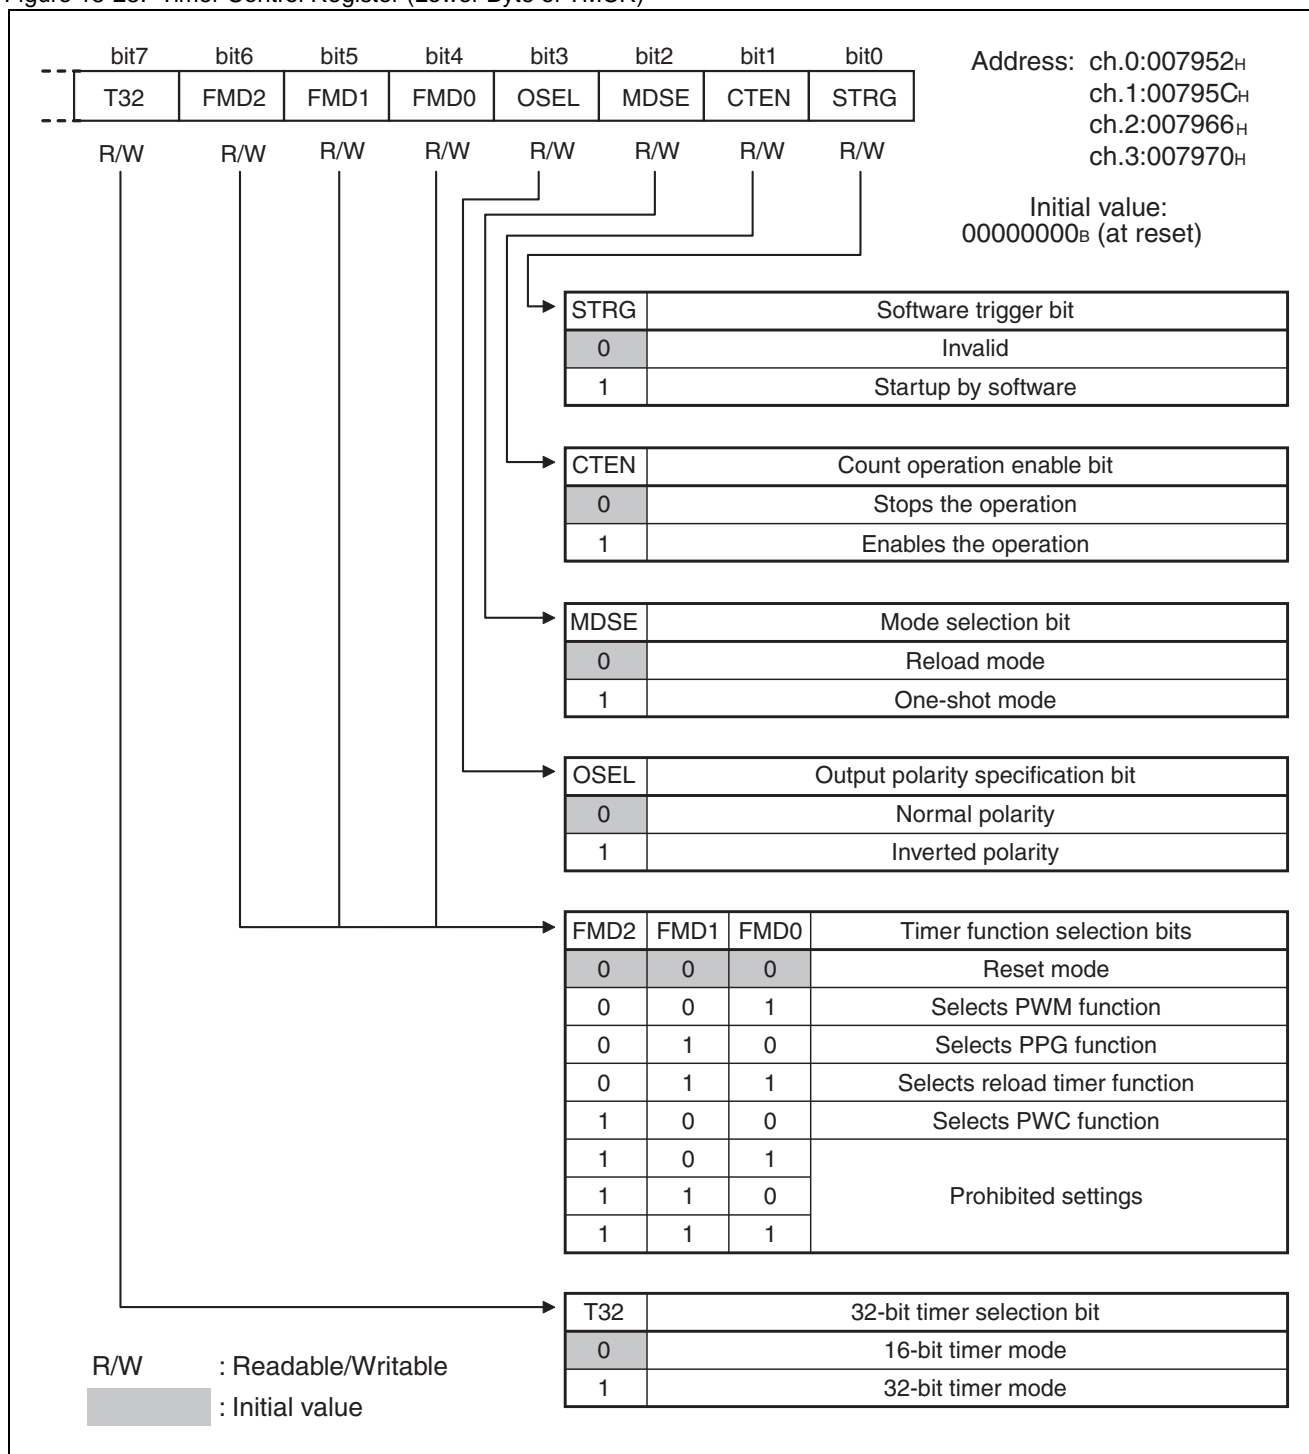 bit7 bit6 bit5 bit4 bit3 bit2 bit1 bit0
T32 FMD2 FMD1 FMD0 OSEL MDSE CTEN STRG
R/W R/W R/W R/W R/W R/W R/W R/W
Address: ch.0:007952H
ch.1:00795CH
ch.2:007966H
ch.3:007970H
Initial value:
00000000B (at reset)
STRG Software trigger bit
0 Invalid
1 Startup by software
CTEN Count operation enable bit
0 Stops the operation
1 Enables the operation
MDSE Mode selection bit
0 Reload mode
1 One-shot mode
OSEL Output polarity specification bit
0 Normal polarity
1 Inverted polarity
FMD2 FMD1 FMD0 Timer function selection bits
0 0 0 Reset mode
0 0 1 Selects PWM function
0 1 0 Selects PPG function
0 1 1 Selects reload timer function
1 0 0 Selects PWC function
1 0 1
1 1 0 Prohibited settings
1 1 1
T32 32-bit timer selection bit
0 16-bit timer mode
1 32-bit timer mode
R/W : Readable/Writable
: Initial value